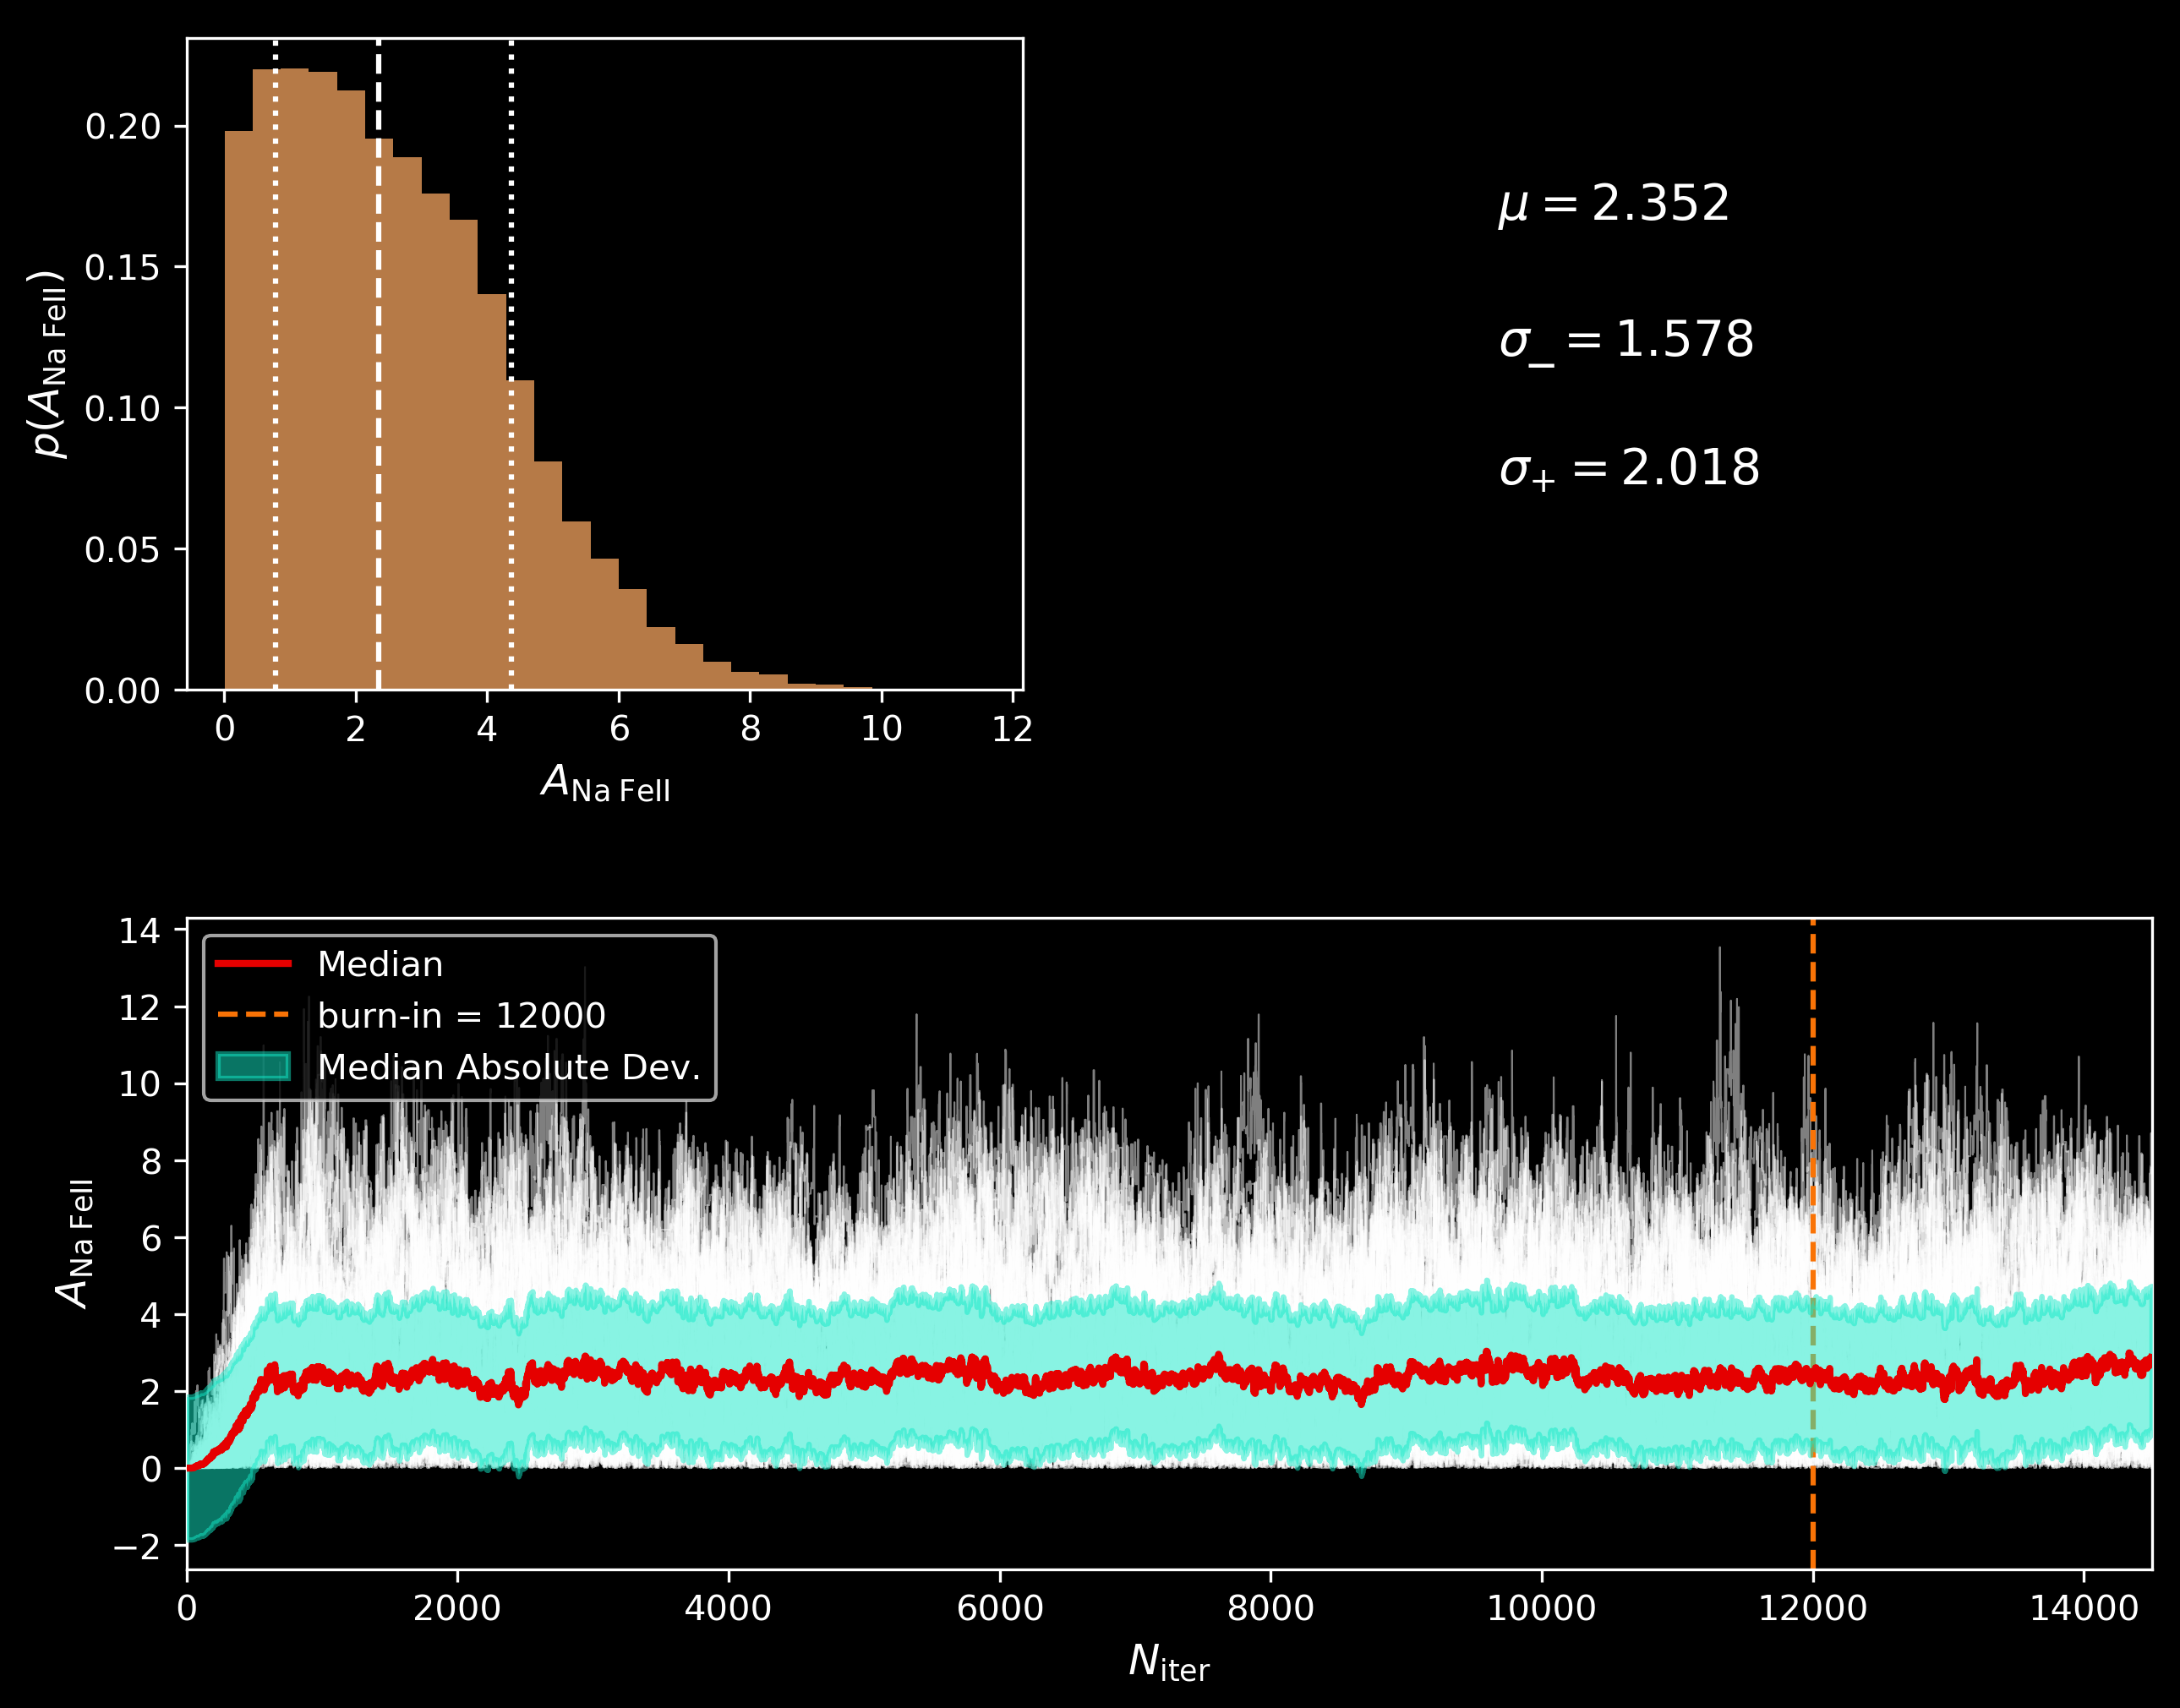 0.20
0.15
0.10
0.05
0.00
p(A_Na FeII)
0 2 4 6 8 10 12
A_Na FeII
μ = 2.352
σ_− = 1.578
σ_+ = 2.018
14
12
10
8
6
4
2
0
−2
A_Na FeII
Median
burn-in = 12000
Median Absolute Dev.
0 2000 4000 6000 8000 10000 12000 14000
N_iter